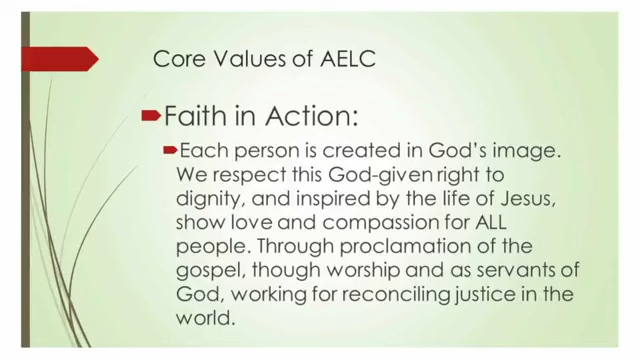 Core Values of AELC
Faith in Action:
Each person is created in God's image.
We respect this God-given right to
dignity, and inspired by the life of Jesus,
show love and compassion for ALL
people. Through proclamation of the
gospel, though worship and as servants of
God, working for reconciling justice in the
world.